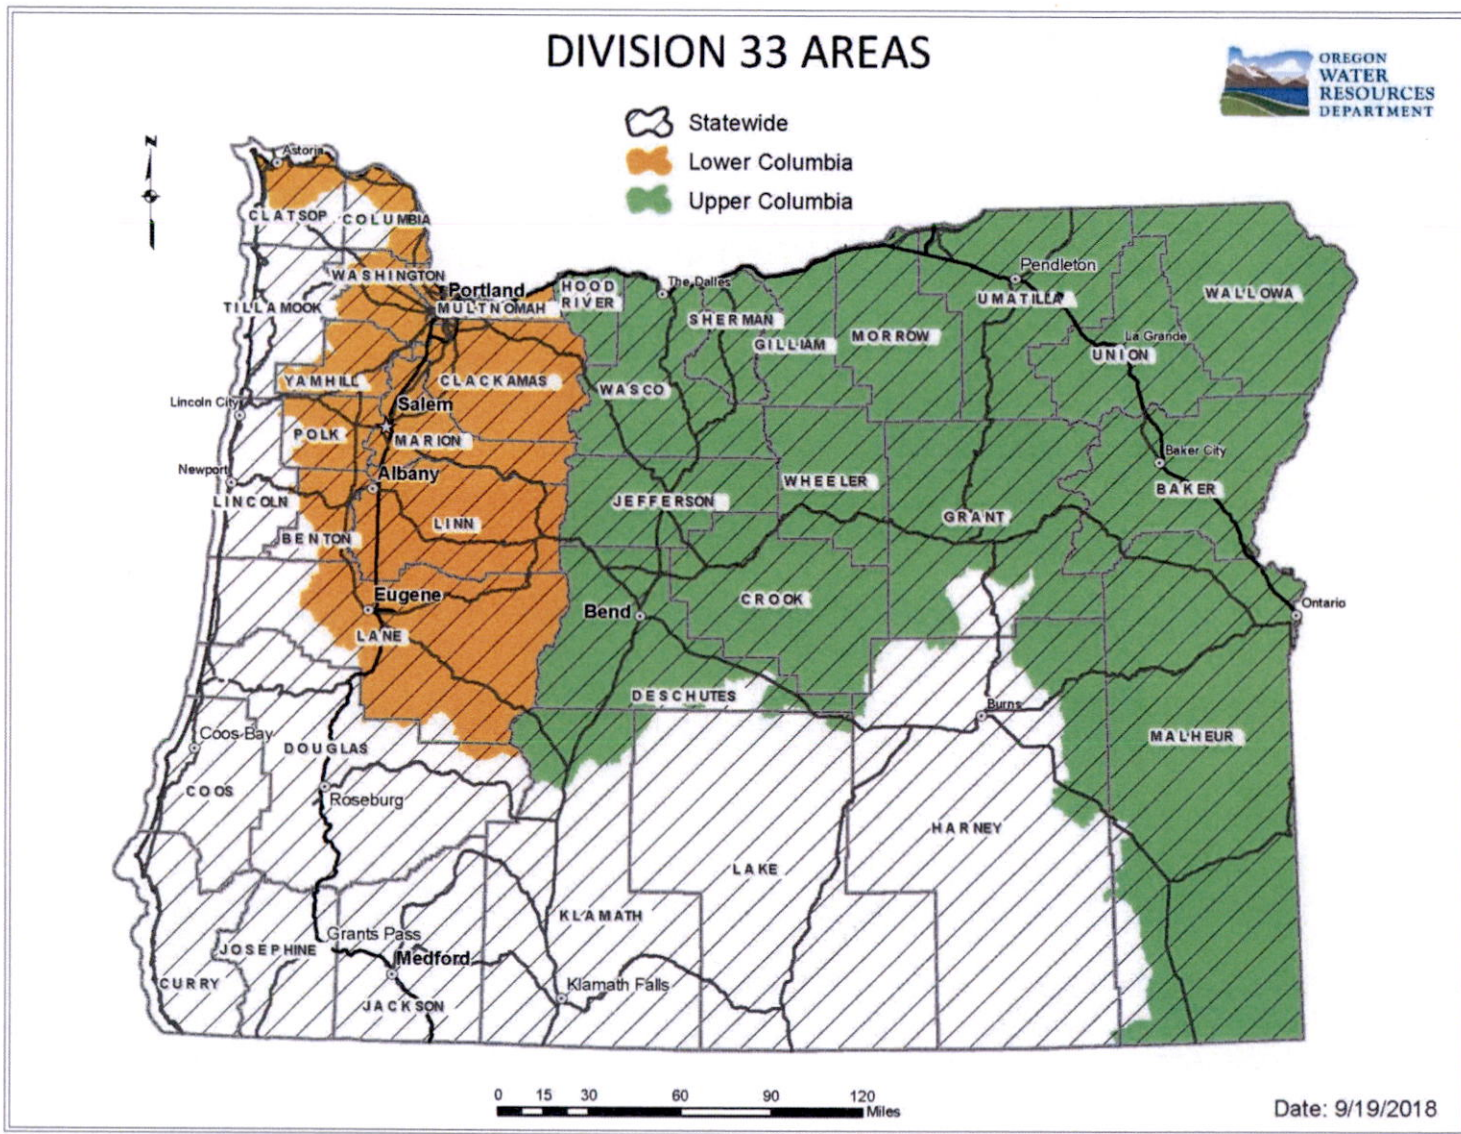 DIVISION 33 AREAS
OREGON
WATER
RESOURCES
DEPARTMENT
Statewide
Lower Columbia
Upper Columbia
N
Astoria
CLATSOP
COLUMBIA
WASHINGTON
Portland
MULTNOMAH
TILLAMOOK
HOOD
RIVER
The Dalles
SHERMAN
GILLIAM
MORROW
Pendleton
UMATILLA
WALLOWA
La Grande
UNION
YAMHILL
CLACKAMAS
WASCO
Lincoln City
Salem
POLK
MARION
Newport
Albany
LINCOLN
LINN
BENTON
JEFFERSON
WHEELER
GRANT
Baker City
BAKER
Eugene
LANE
Bend
CROOK
Ontario
DESCHUTES
Burns
Coos Bay
DOUGLAS
MALHEUR
COOS
Roseburg
HARNEY
LAKE
KLAMATH
Grants Pass
JOSEPHINE
Medford
CURRY
JACKSON
Klamath Falls
0 15 30 60 90 120
Miles
Date: 9/19/2018